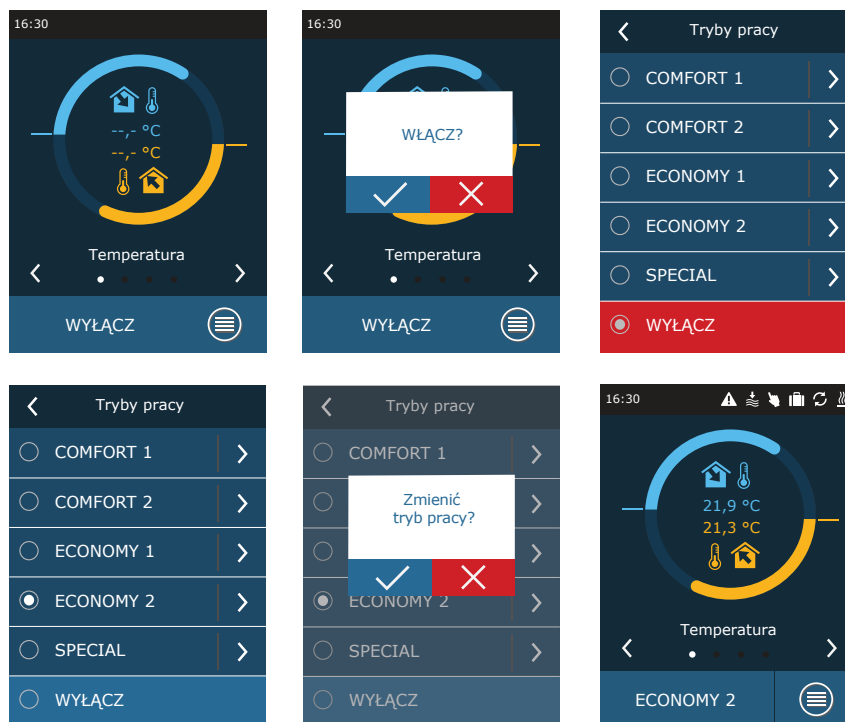 16:30
--,- °C
--,- °C
Temperatura
WYŁĄCZ
16:30
WŁĄCZ?
Temperatura
WYŁĄCZ
Tryby pracy
COMFORT 1
COMFORT 2
ECONOMY 1
ECONOMY 2
SPECIAL
WYŁĄCZ
Tryby pracy
COMFORT 1
COMFORT 2
ECONOMY 1
ECONOMY 2
SPECIAL
WYŁĄCZ
Tryby pracy
COMFORT 1
Zmienić
tryb pracy?
ECONOMY 2
SPECIAL
WYŁĄCZ
16:30
21,9 °C
21,3 °C
Temperatura
ECONOMY 2